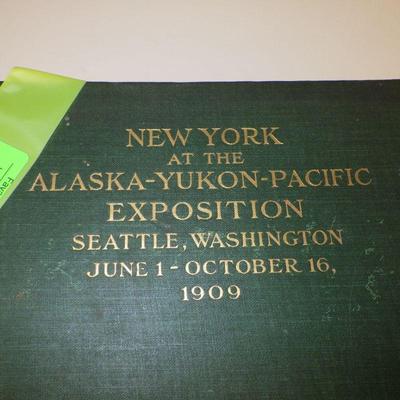 NEW YORK
AT THE
ALASKA-YUKON-PACIFIC
EXPOSITION
SEATTLE, WASHINGTON
JUNE 1 - OCTOBER 16,
1909